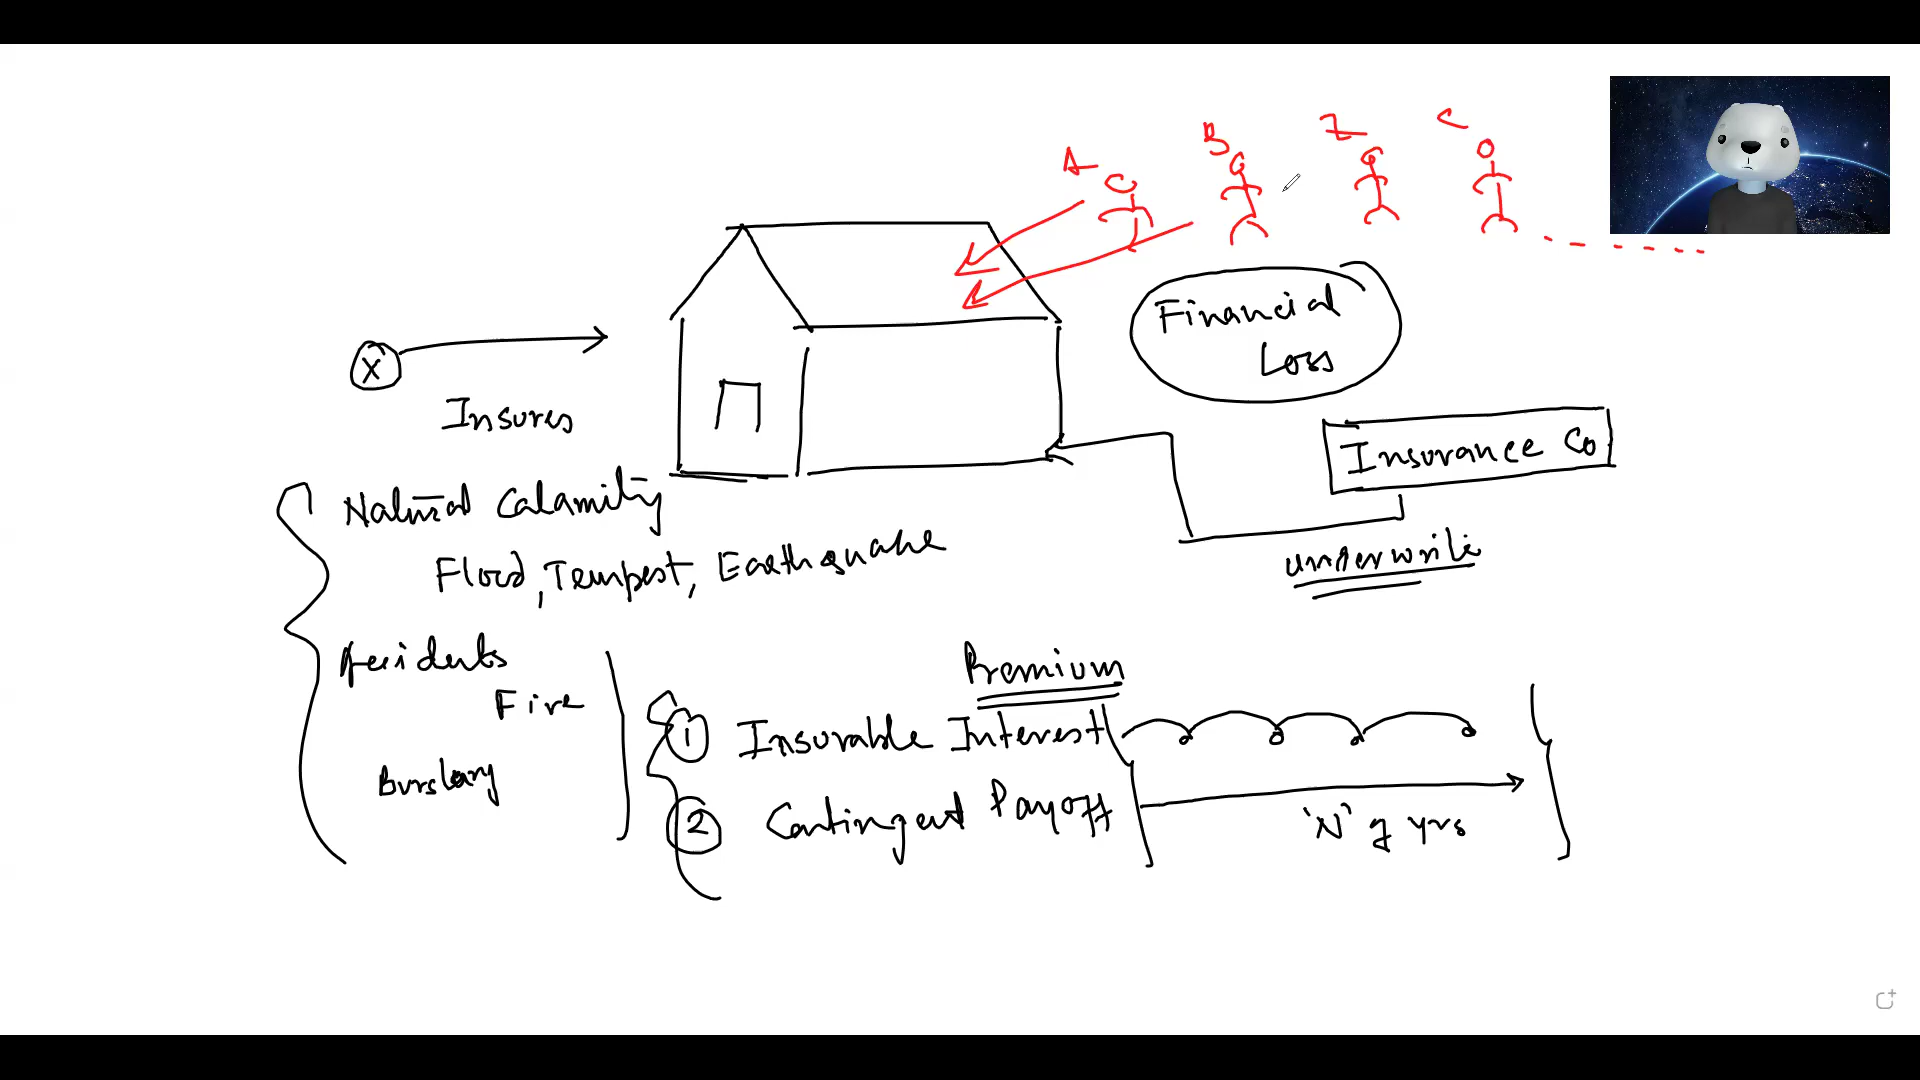 A B Z C
Financial
Loss
X
Insures
Insurance Co
Natural Calamity
Flood, Tempest, Earthquake
underwrite
Accidents
Fire
Burglary
Premium
1 Insurable Interest
2 Contingent Payoff
'N' of yrs